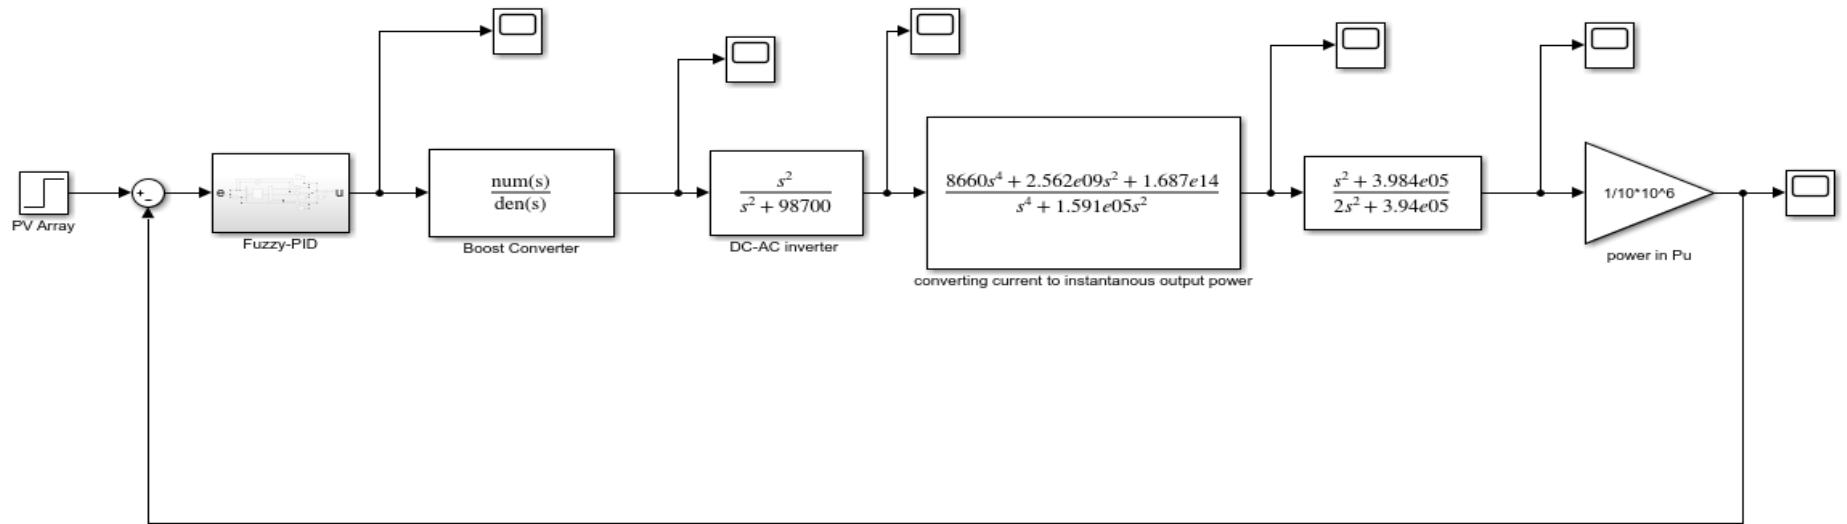 PV Array
+
−
e
u
Fuzzy-PID
num(s)
den(s)
Boost Converter
s²
s² + 98700
DC-AC inverter
8660s⁴ + 2.562e09s² + 1.687e14
s⁴ + 1.591e05s²
converting current to instantanous output power
s² + 3.984e05
2s² + 3.94e05
1/10*10^6
power in Pu